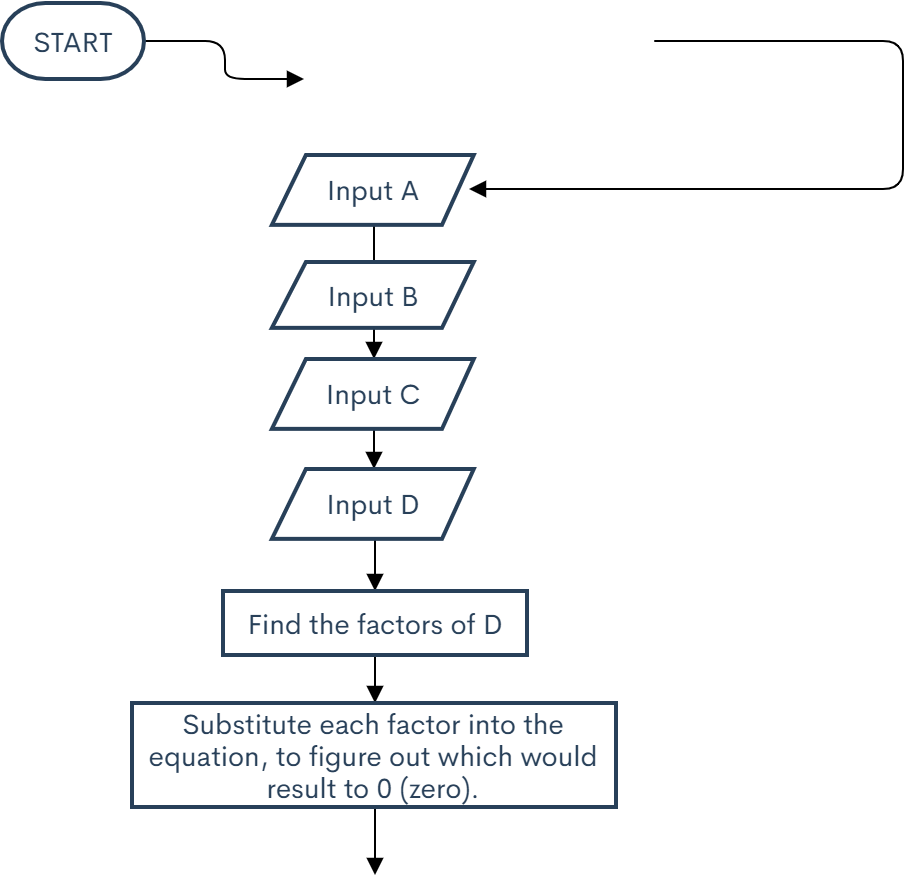 START
Input A
Input B
Input C
Input D
Find the factors of D
Substitute each factor into the
equation, to figure out which would
result to 0 (zero).